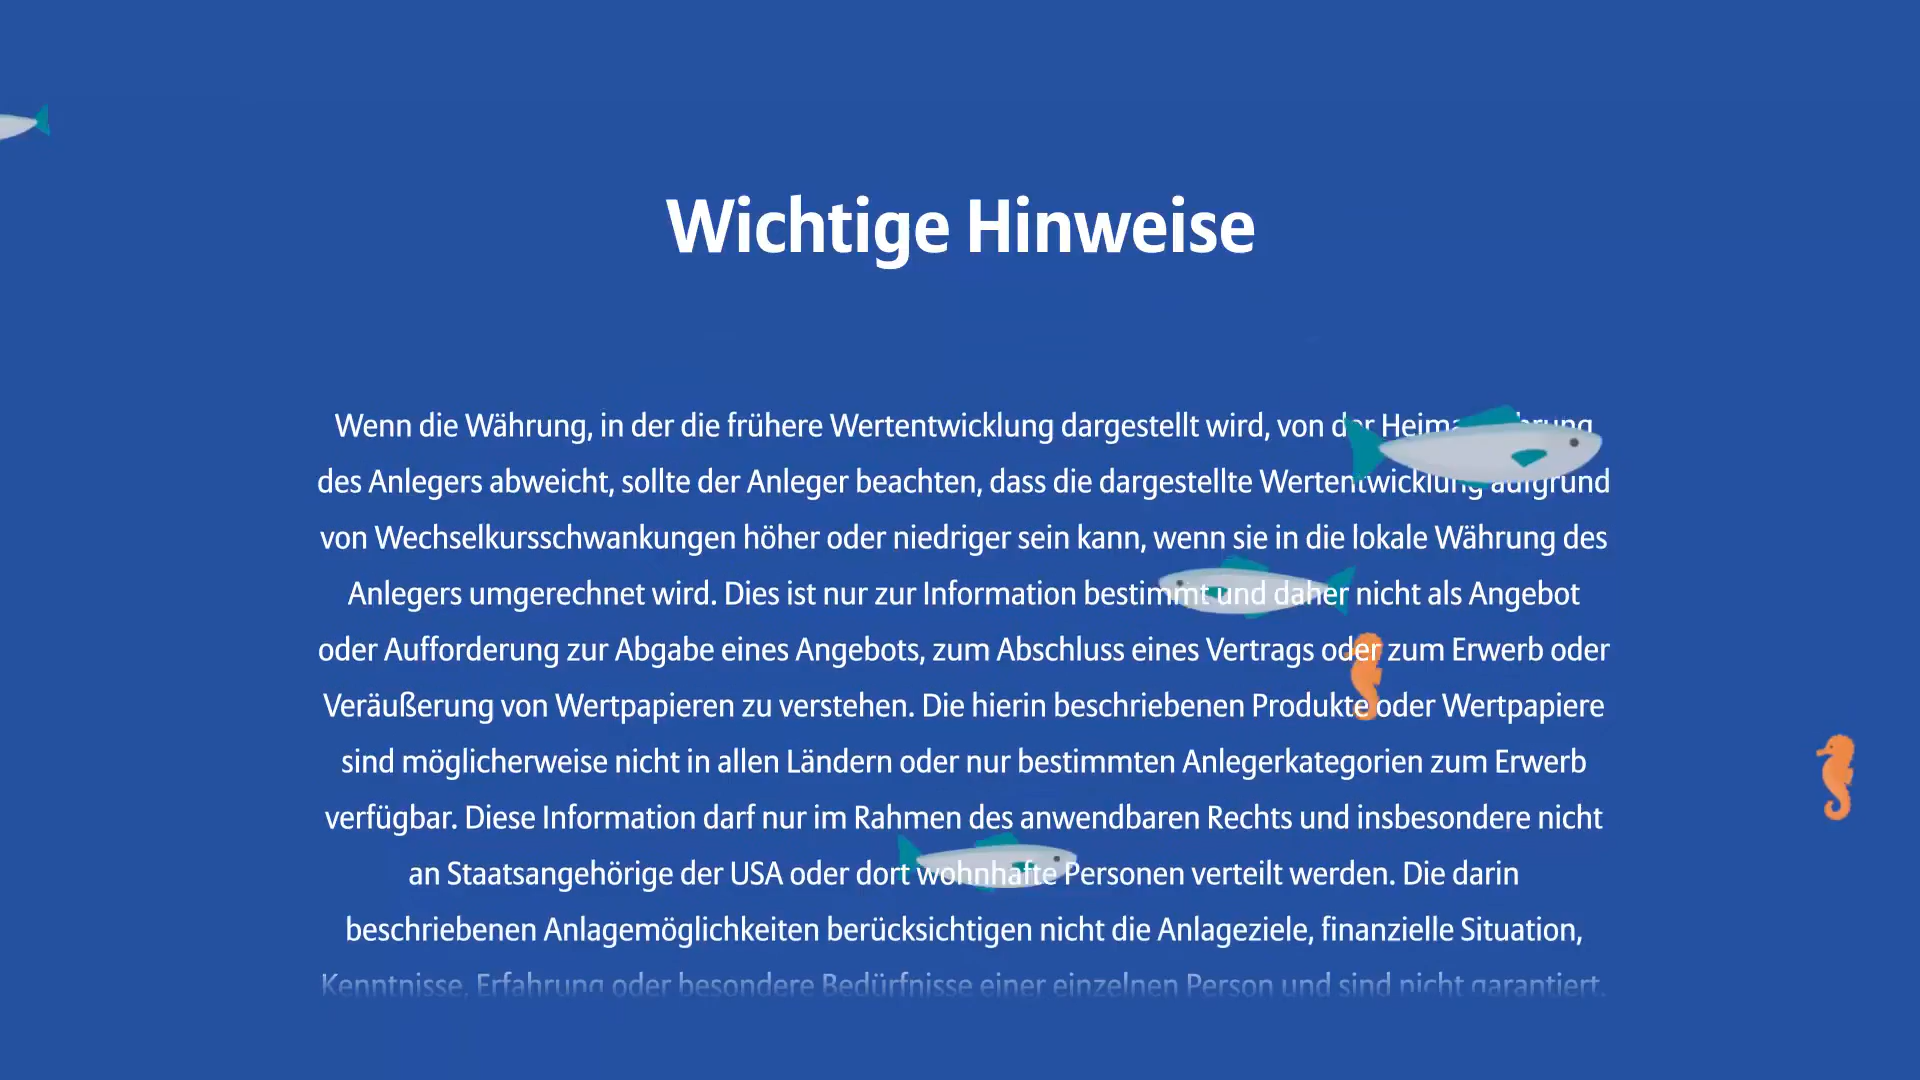 Wichtige Hinweise
Wenn die Währung, in der die frühere Wertentwicklung dargestellt wird, von der
des Anlegers abweicht, sollte der Anleger beachten, dass die dargestellte Wertentwicklung aufgrund
von Wechselkursschwankungen höher oder niedriger sein kann, wenn sie in die lokale Währung des
Anlegers umgerechnet wird. Dies ist nur zur Information bestimmt und daher nicht als Angebot
oder Aufforderung zur Abgabe eines Angebots, zum Abschluss eines Vertrags oder zum Erwerb oder
Veräußerung von Wertpapieren zu verstehen. Die hierin beschriebenen Produkte oder Wertpapiere
sind möglicherweise nicht in allen Ländern oder nur bestimmten Anlegerkategorien zum Erwerb
verfügbar. Diese Information darf nur im Rahmen des anwendbaren Rechts und insbesondere nicht
an Staatsangehörige der USA oder dort wohnhafte Personen verteilt werden. Die darin
beschriebenen Anlagemöglichkeiten berücksichtigen nicht die Anlageziele, finanzielle Situation,
Kenntnisse, Erfahrung oder besondere Bedürfnisse einer einzelnen Person und sind nicht garantiert.